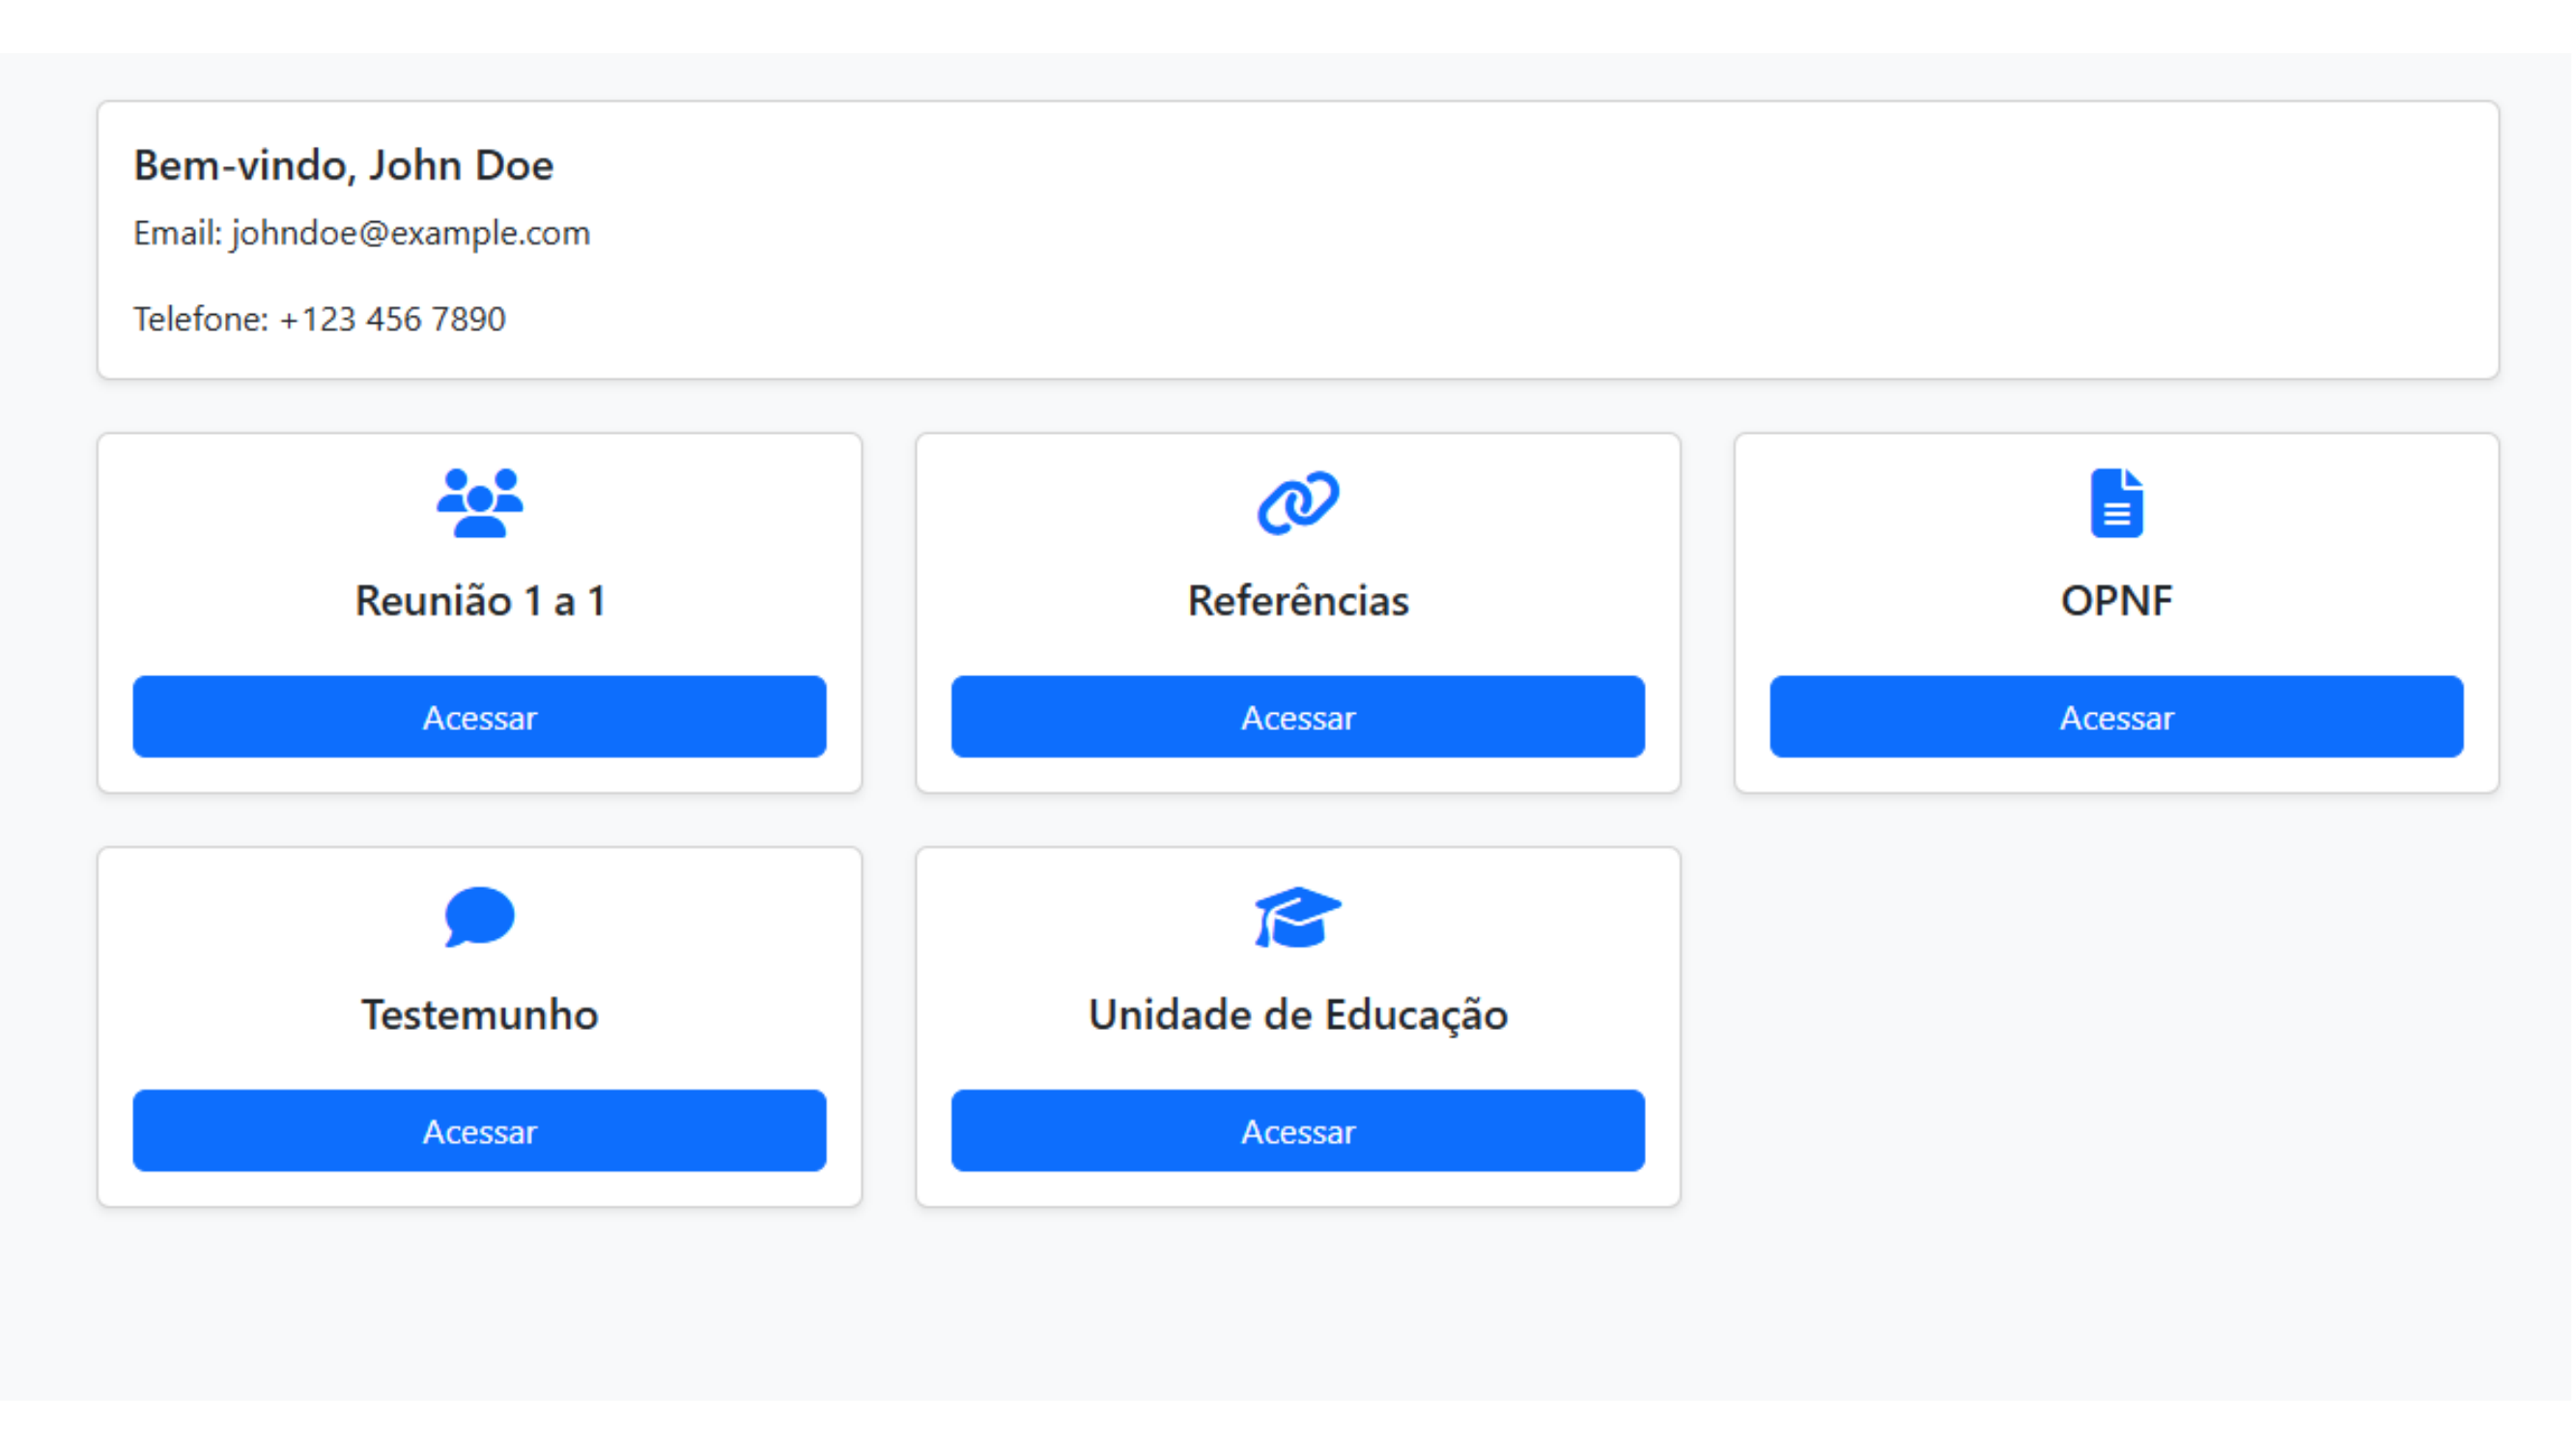 Bem-vindo, John Doe
Email: johndoe@example.com
Telefone: +123 456 7890
Reunião 1 a 1
Acessar
Referências
Acessar
OPNF
Acessar
Testemunho
Acessar
Unidade de Educação
Acessar